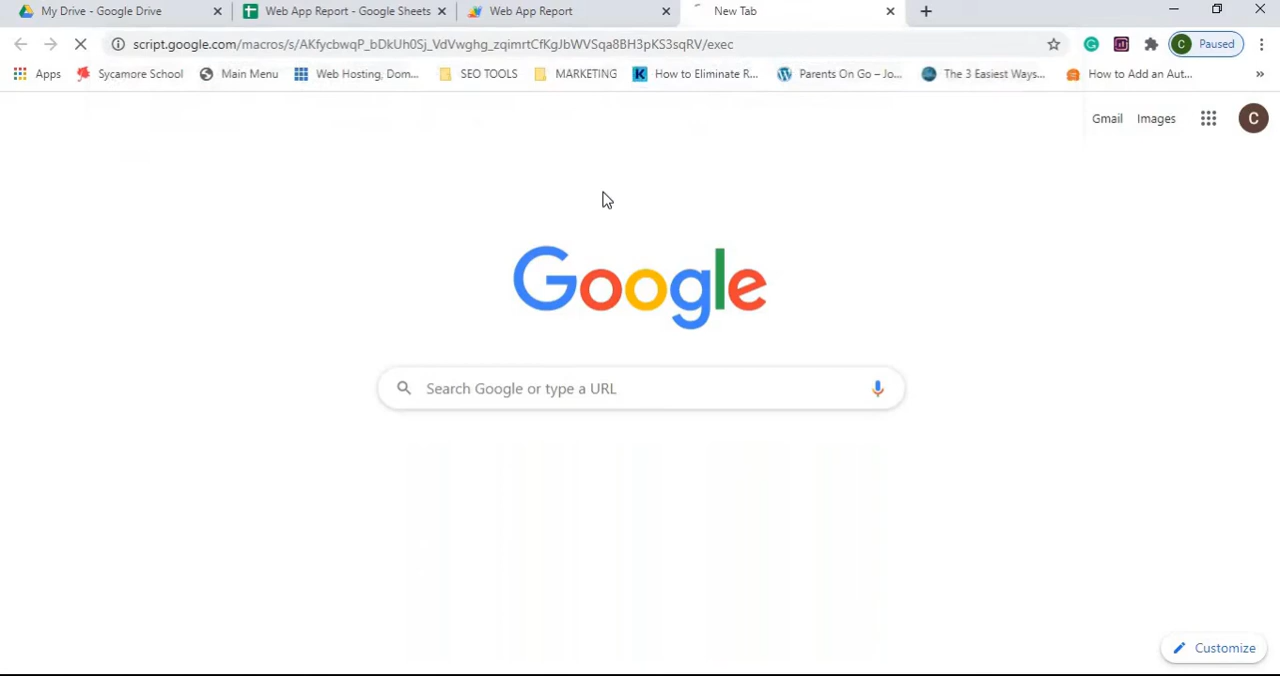 My Drive - Google Drive
Web App Report - Google Sheets
Web App Report
New Tab
script.google.com/macros/s/AKfycbwqP_bDkUh0Sj_VdVwghg_zqimrtCfKgJbWVSqa8BH3pKS3sqRV/exec
C Paused
Apps
Sycamore School
Main Menu
Web Hosting, Dom...
SEO TOOLS
MARKETING
K How to Eliminate R...
Parents On Go – Jo...
The 3 Easiest Ways...
How to Add an Aut...
»
Gmail
Images
C
Google
Search Google or type a URL
Customize